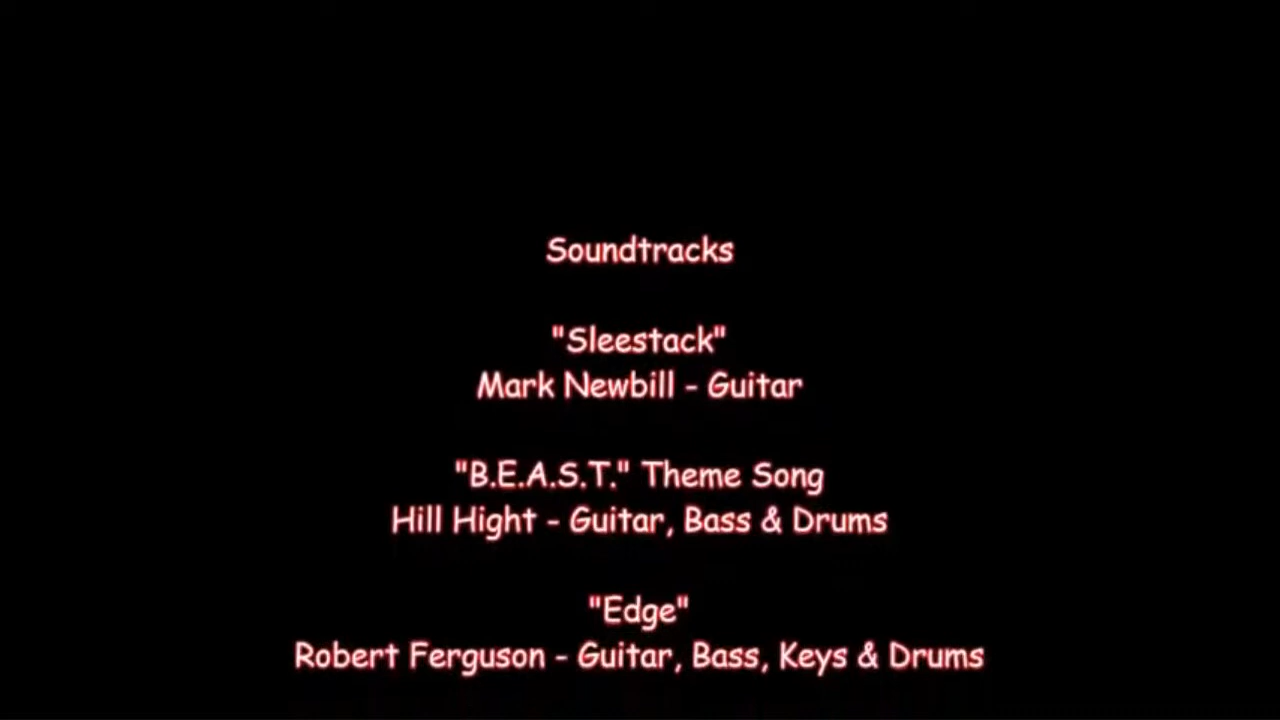 Soundtracks
"Sleestack"
Mark Newbill - Guitar
"B.E.A.S.T." Theme Song
Hill Hight - Guitar, Bass & Drums
"Edge"
Robert Ferguson - Guitar, Bass, Keys & Drums